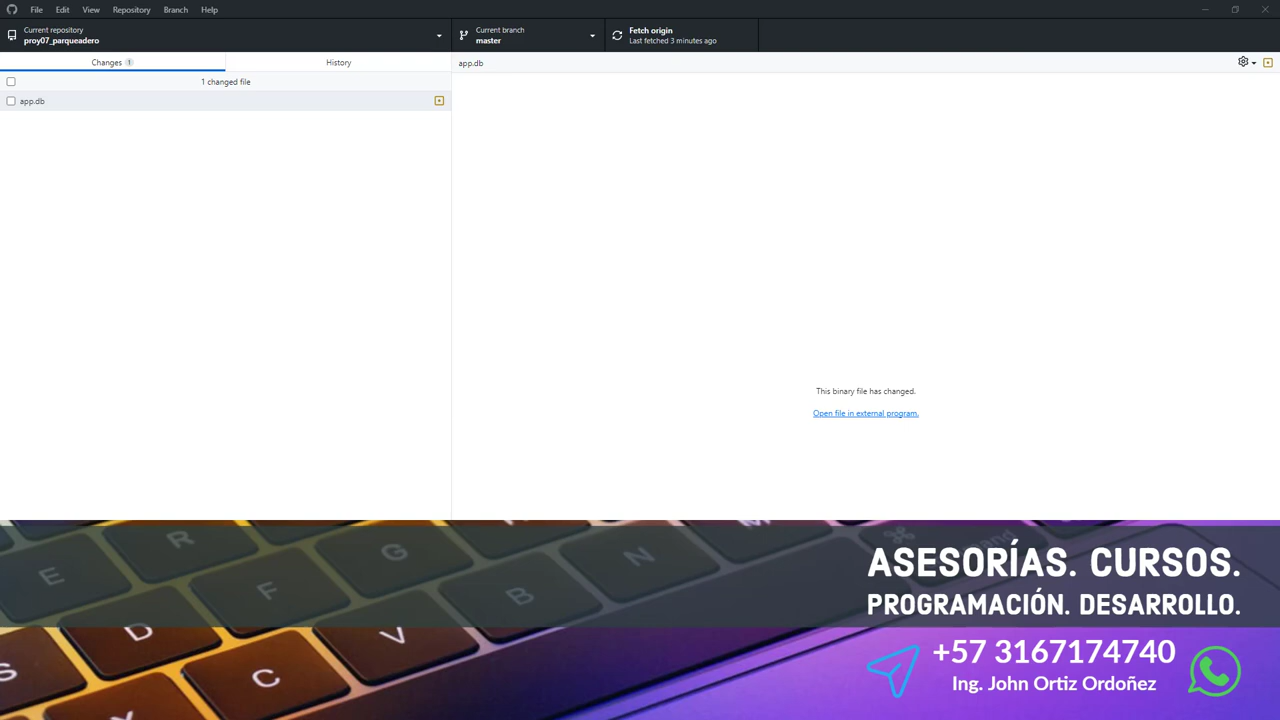 File Edit View Repository Branch Help
Current repository
proy07_parqueadero
Current branch
master
Fetch origin
Last fetched 3 minutes ago
Changes 1
History
1 changed file
app.db
app.db
This binary file has changed.
Open file in external program.
E R F G B N D V C S
ASESORÍAS. CURSOS.
PROGRAMACIÓN. DESARROLLO.
+57 3167174740
Ing. John Ortiz Ordoñez